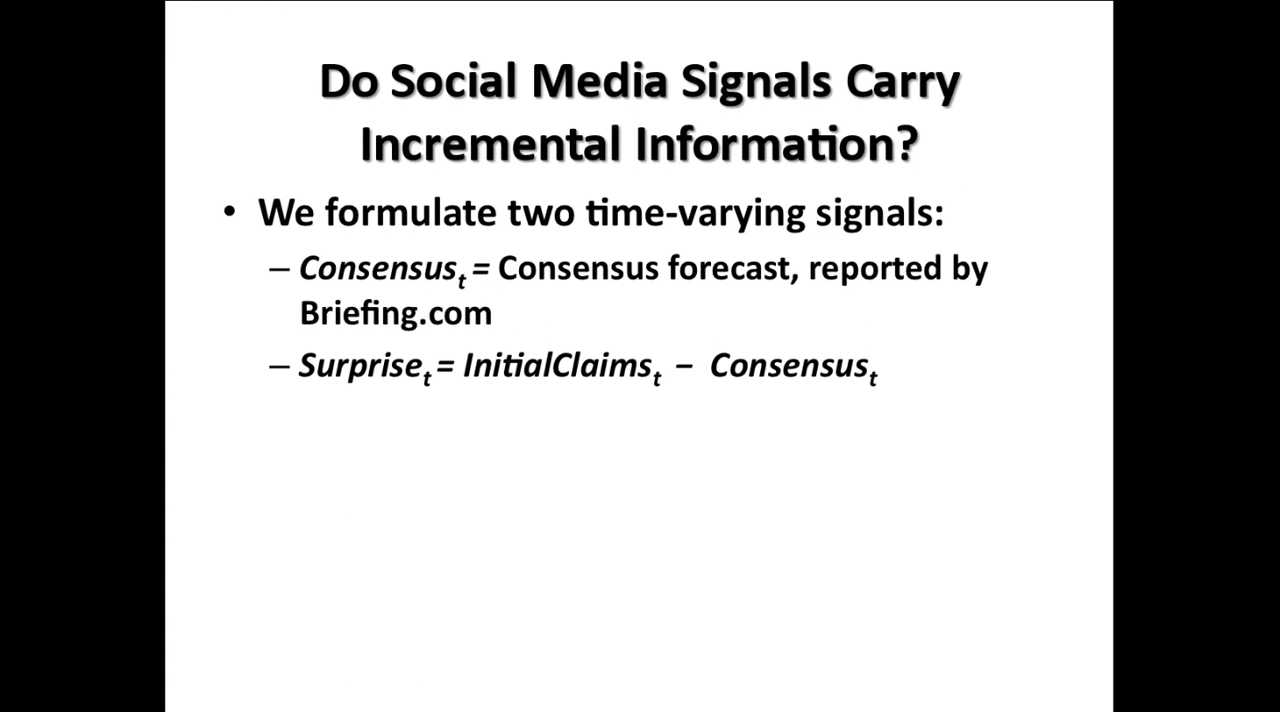 Do Social Media Signals Carry
Incremental Information?
• We formulate two time-varying signals:
– Consensusₜ = Consensus forecast, reported by
Briefing.com
– Surpriseₜ = InitialClaimsₜ − Consensusₜ